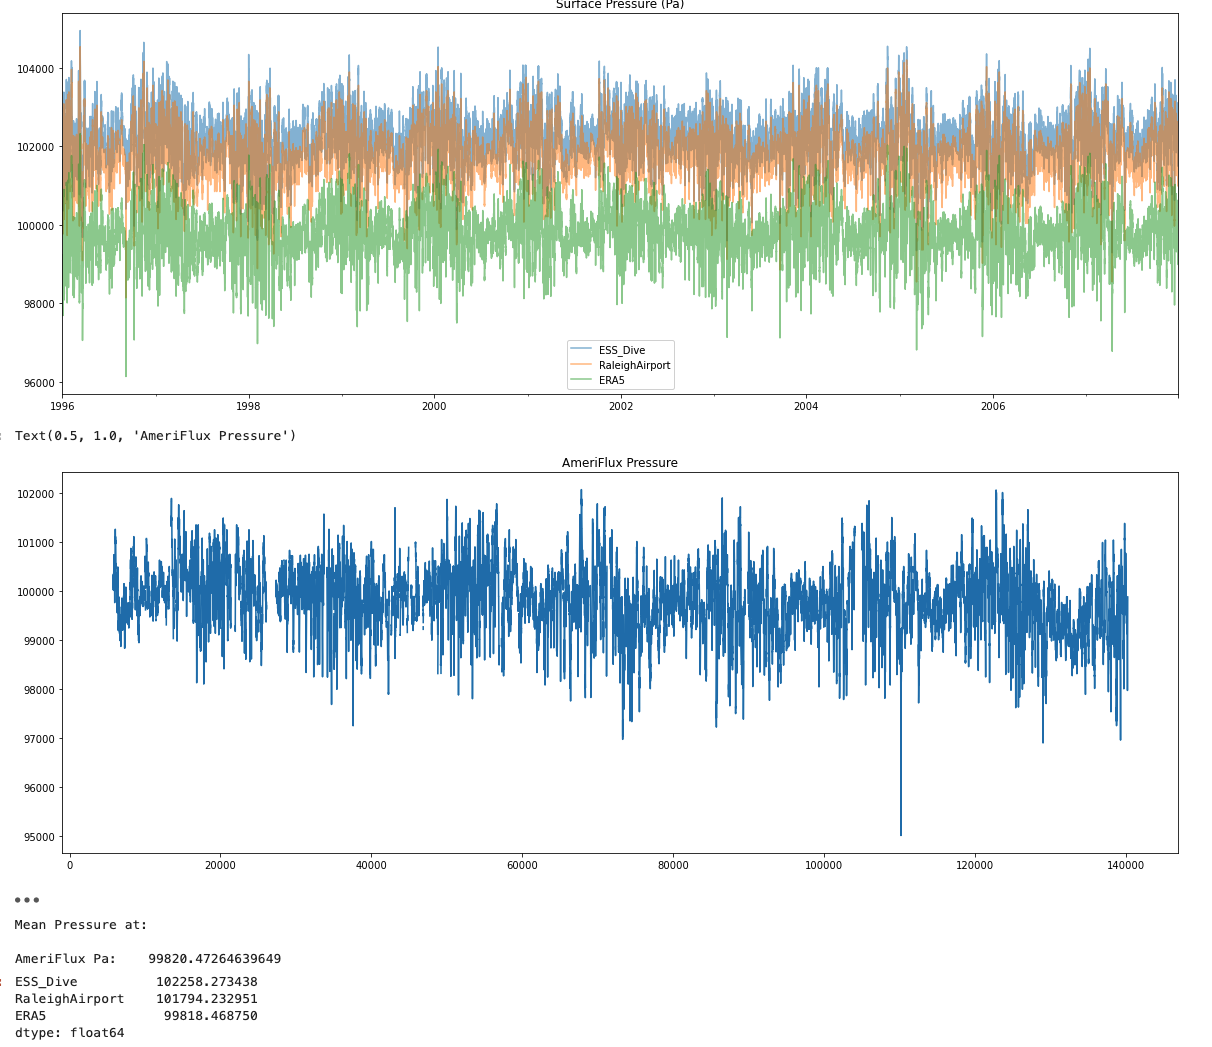 Surface Pressure (Pa)
104000
102000
100000
98000
96000
ESS_Dive
RaleighAirport
ERA5
1996 1998 2000 2002 2004 2006
Text(0.5, 1.0, 'AmeriFlux Pressure')
AmeriFlux Pressure
102000
101000
100000
99000
98000
97000
96000
95000
0 20000 40000 60000 80000 100000 120000 140000
Mean Pressure at:
AmeriFlux Pa: 99820.47264639649
ESS_Dive 102258.273438
RaleighAirport 101794.232951
ERA5 99818.468750
dtype: float64